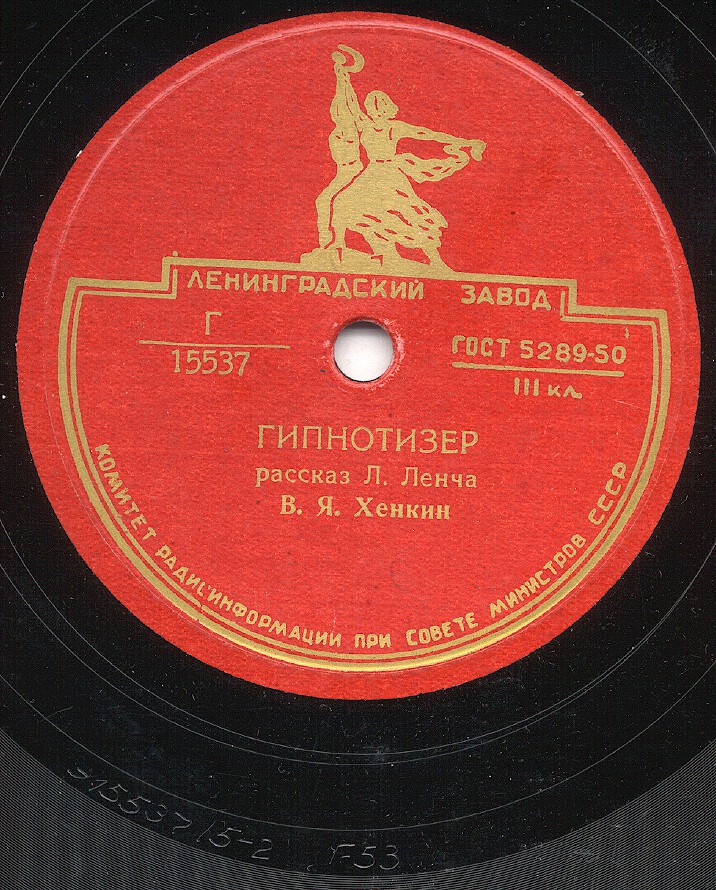 ЛЕНИНГРАДСКИЙ ЗАВОД
Г
15537
ГОСТ 5289-50
III кл.
ГИПНОТИЗЕР
рассказ Л. Ленча
В. Я. Хенкин
КОМИТЕТ РАДИОИНФОРМАЦИИ ПРИ СОВЕТЕ МИНИСТРОВ СССР
15537/5-2 Г-53